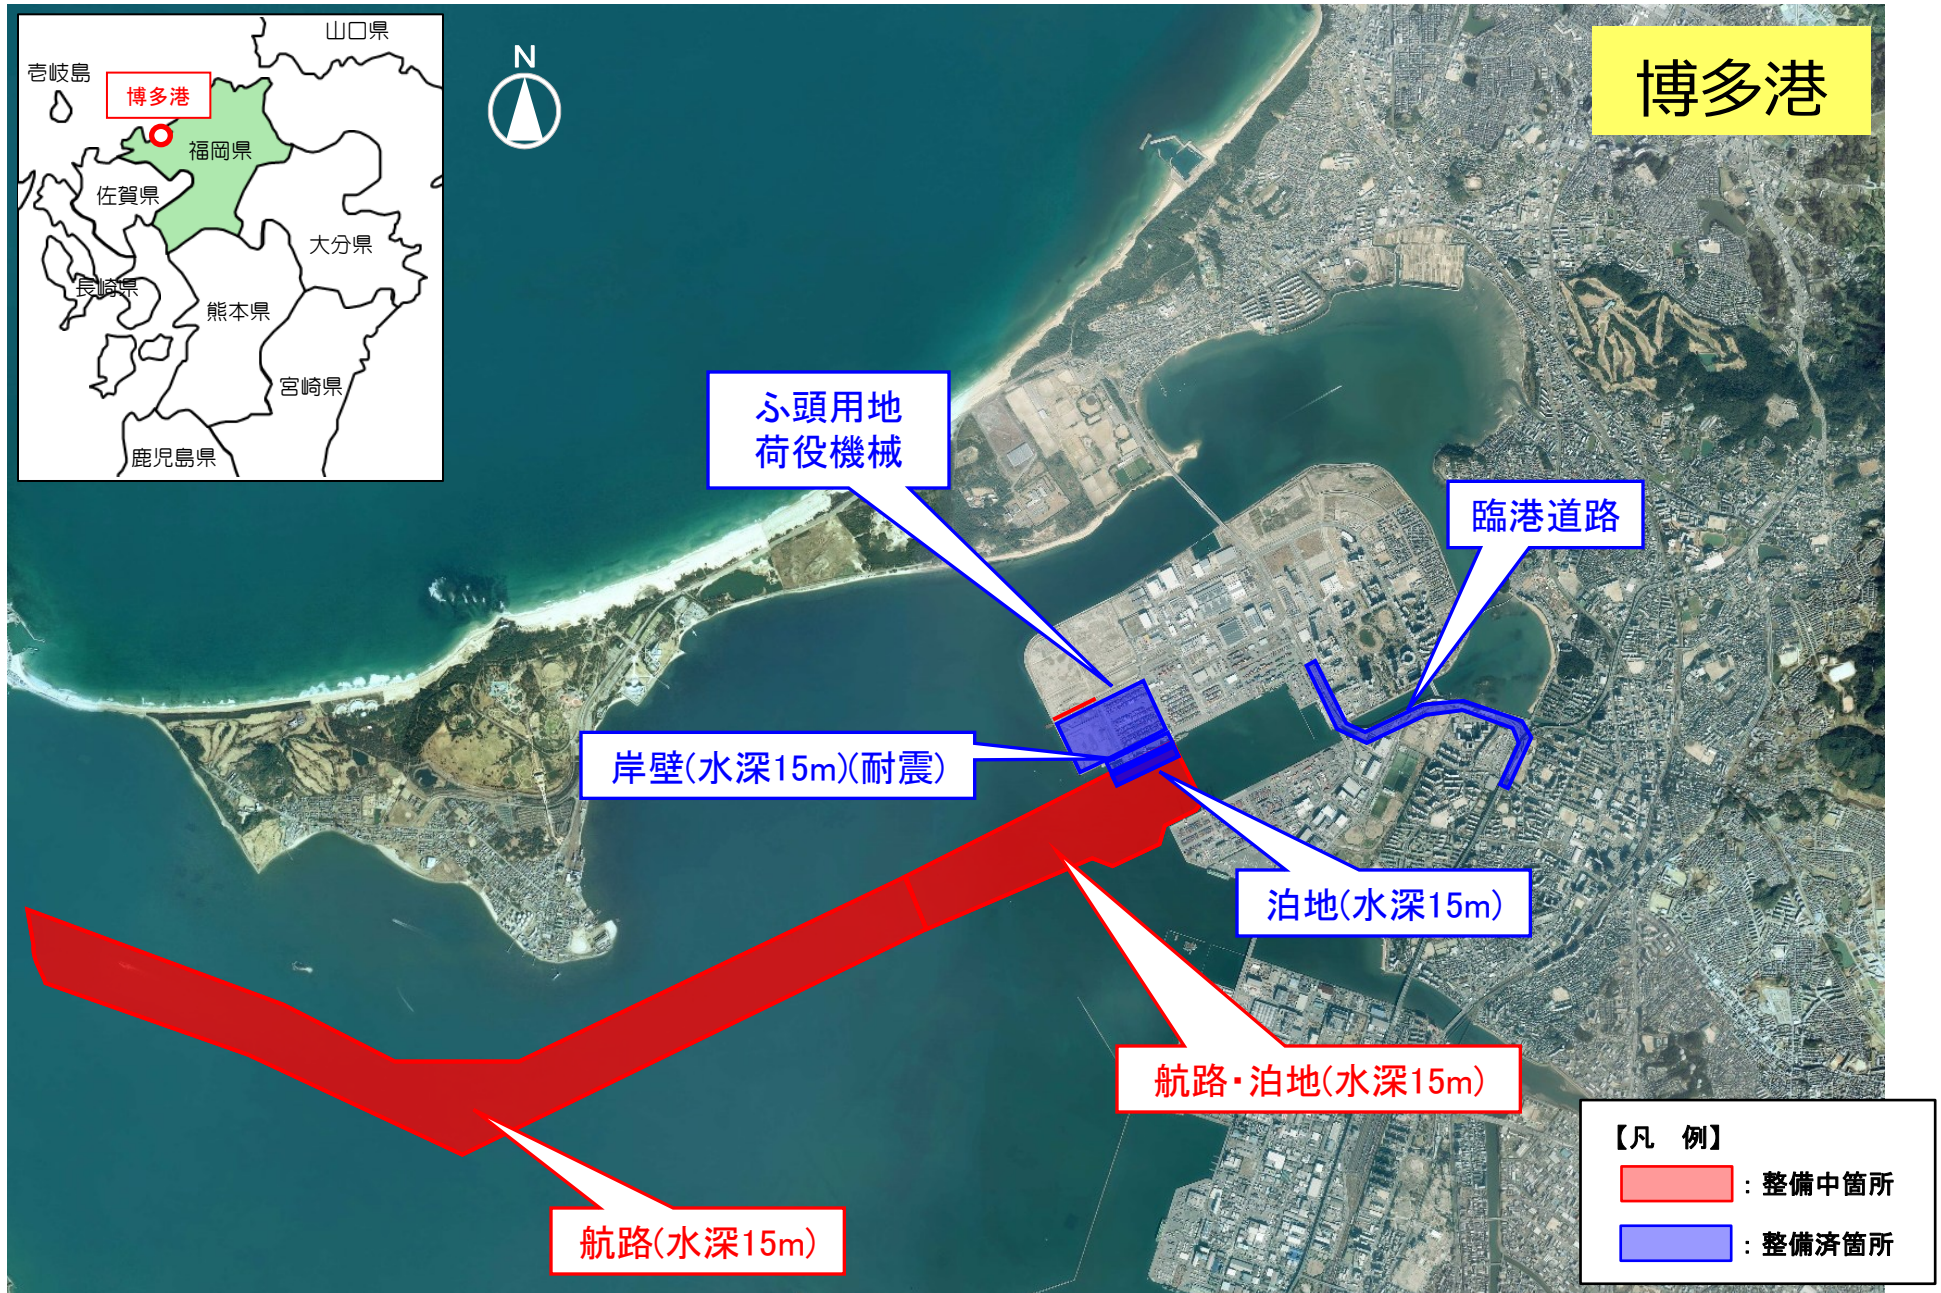 山口県
壱岐島
博多港
福岡県
佐賀県
大分県
長崎県
熊本県
宮崎県
鹿児島県
N
博多港
ふ頭用地
荷役機械
臨港道路
岸壁(水深15m)(耐震)
泊地(水深15m)
航路・泊地(水深15m)
航路(水深15m)
【凡　例】
：整備中箇所
：整備済箇所